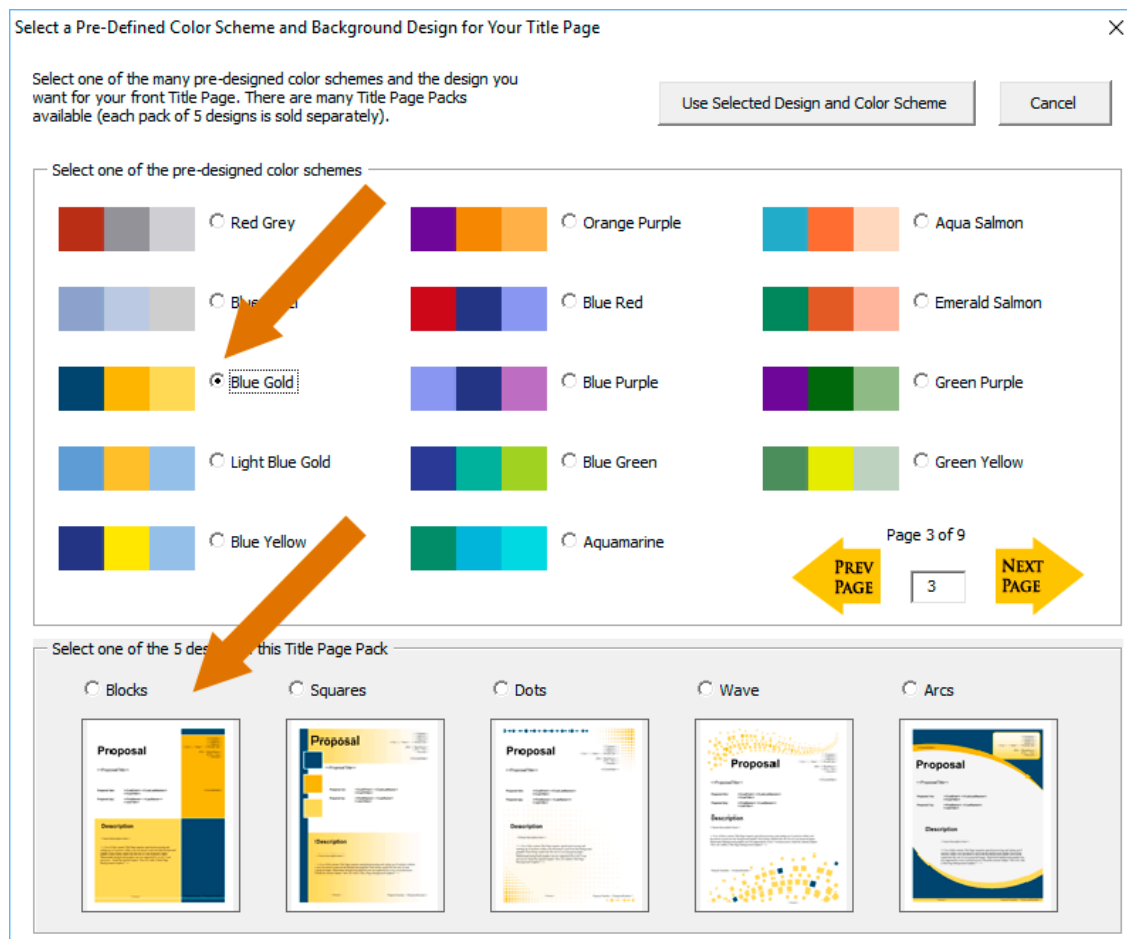 Select a Pre-Defined Color Scheme and Background Design for Your Title Page
Select one of the many pre-designed color schemes and the design you
want for your front Title Page. There are many Title Page Packs
available (each pack of 5 designs is sold separately).
Use Selected Design and Color Scheme
Cancel
Select one of the pre-designed color schemes
Red Grey
Orange Purple
Aqua Salmon
Blue Red
Emerald Salmon
Blue Gold
Blue Purple
Green Purple
Light Blue Gold
Blue Green
Green Yellow
Blue Yellow
Aquamarine
Page 3 of 9
PREV
PAGE
3
NEXT
PAGE
Select one of the 5 this Title Page Pack
Blocks
Squares
Dots
Wave
Arcs
Proposal
Description
Proposal
Description
Proposal
Description
Proposal
Description
Proposal
Description